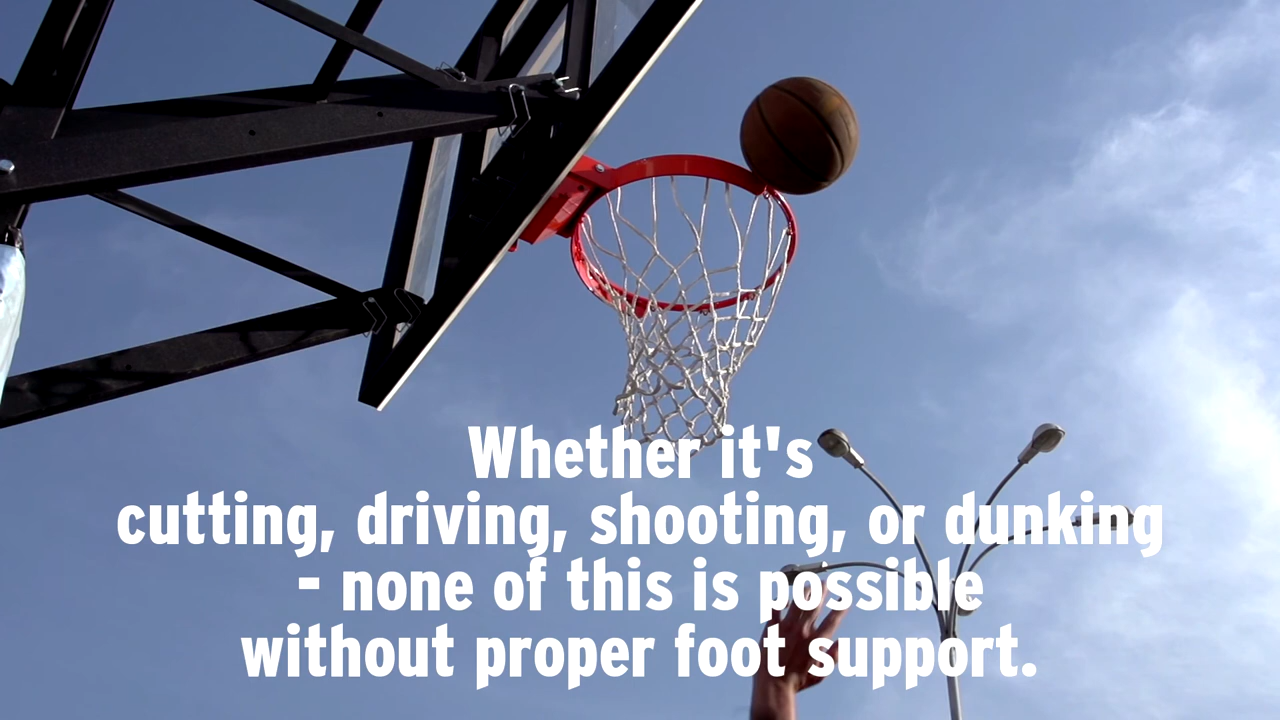 Whether it's
cutting, driving, shooting, or dunking
- none of this is possible
without proper foot support.